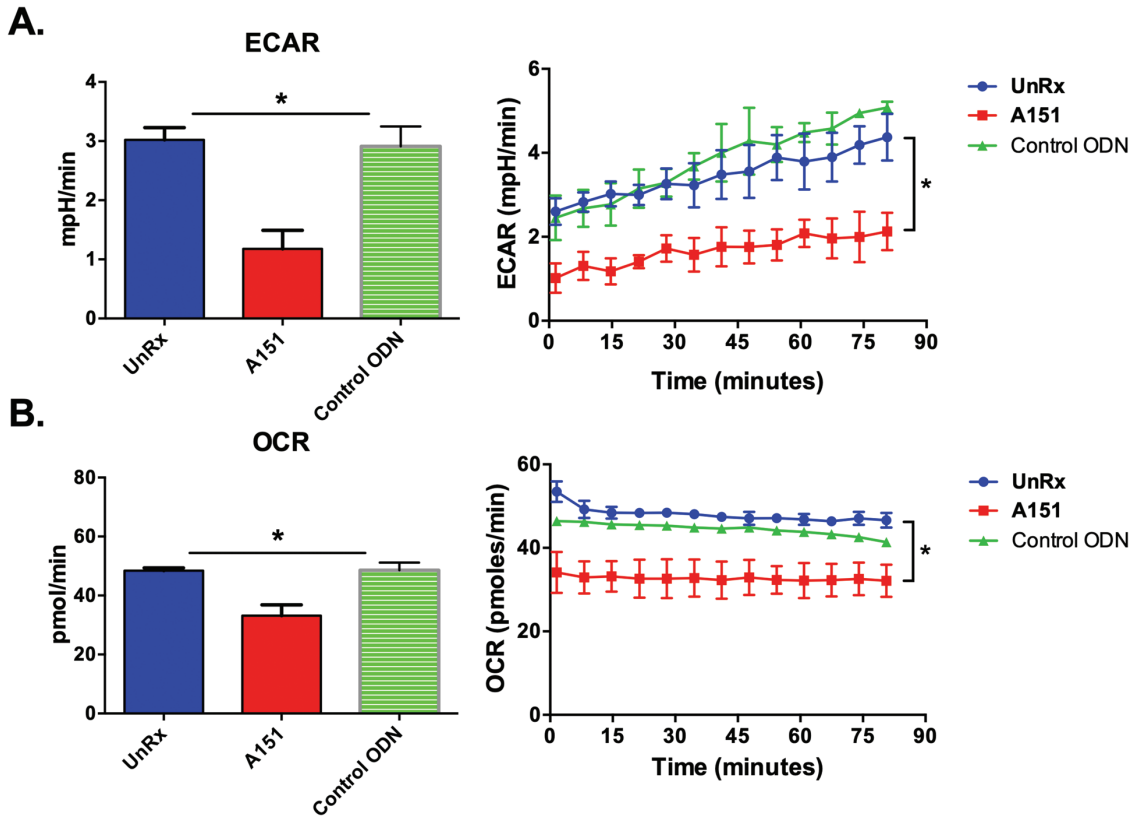 A.
ECAR
mpH/min
4
3
2
1
0
*
UnRx
A151
Control ODN
ECAR (mpH/min)
6
4
2
0
0 15 30 45 60 75 90
Time (minutes)
UnRx
A151
Control ODN
*
B.
OCR
pmol/min
80
60
40
20
0
*
UnRx
A151
Control ODN
OCR (pmoles/min)
60
40
20
0
0 15 30 45 60 75 90
Time (minutes)
UnRx
A151
Control ODN
*